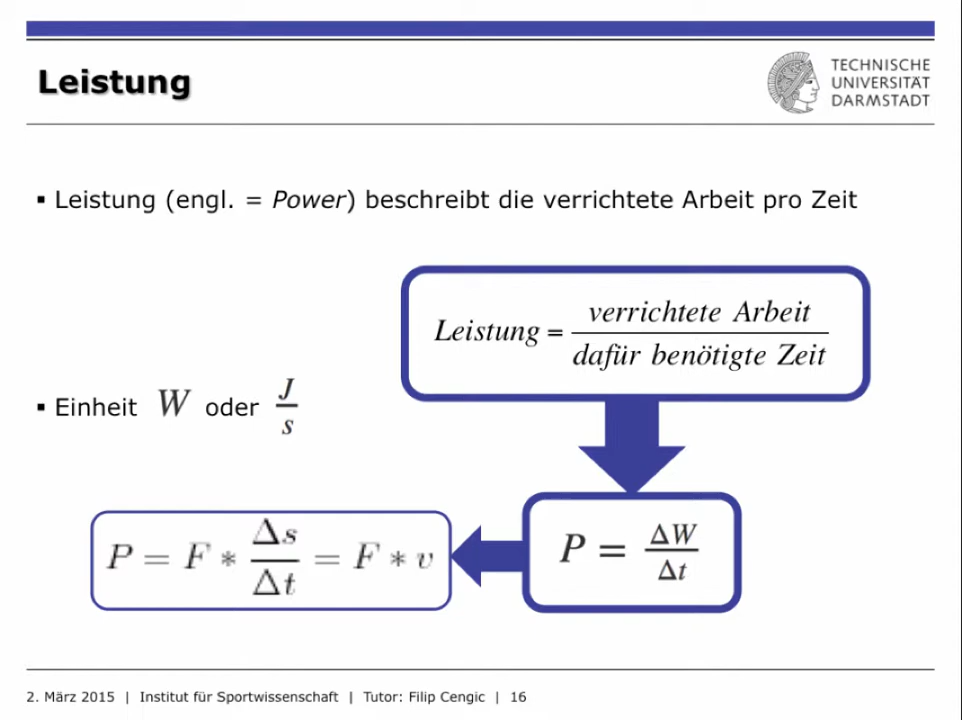 Leistung
TECHNISCHE
UNIVERSITÄT
DARMSTADT
▪ Leistung (engl. = Power) beschreibt die verrichtete Arbeit pro Zeit
Leistung = verrichtete Arbeit / dafür benötigte Zeit
▪ Einheit W oder J/s
P = F * Δs/Δt = F * v
P = ΔW/Δt
2. März 2015 | Institut für Sportwissenschaft | Tutor: Filip Cengic | 16